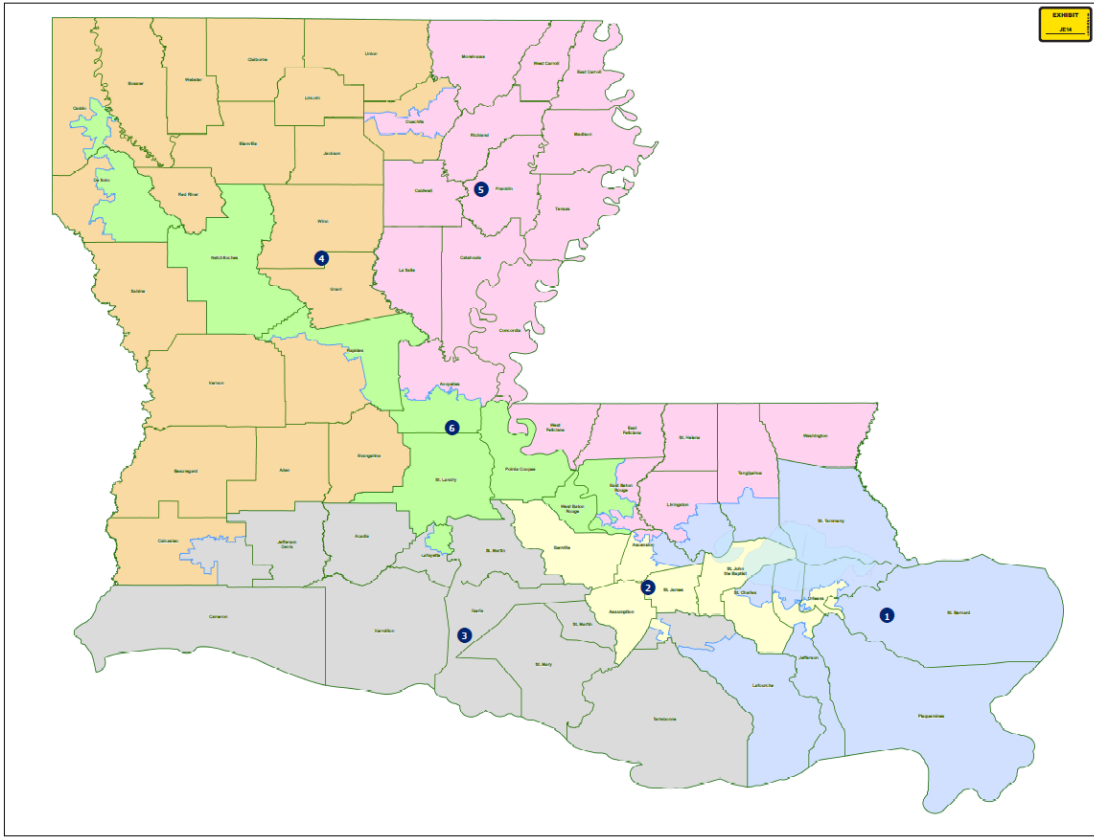 EXHIBIT
JE14
Union
Morehouse
West Carroll
East Carroll
Claiborne
Webster
Bossier
Lincoln
Caddo
Ouachita
Richland
Madison
Bienville
Jackson
De Soto
Red River
Caldwell
5
Franklin
Tensas
Winn
Natchitoches
4
La Salle
Catahoula
Sabine
Grant
Concordia
Rapides
Vernon
Avoyelles
6
West
Feliciana
East
Feliciana
St. Helena
Washington
Evangeline
Beauregard
Allen
St. Landry
Pointe Coupee
Tangipahoa
East Baton
Rouge
West Baton
Rouge
Livingston
St. Tammany
Calcasieu
Jefferson
Davis
Acadia
Lafayette
St. Martin
Iberville
Ascension
St. John
the Baptist
2
St. James
St. Charles
Orleans
Assumption
1
St. Bernard
Cameron
Vermilion
Iberia
St. Martin
3
St. Mary
Jefferson
Lafourche
Terrebonne
Plaquemines